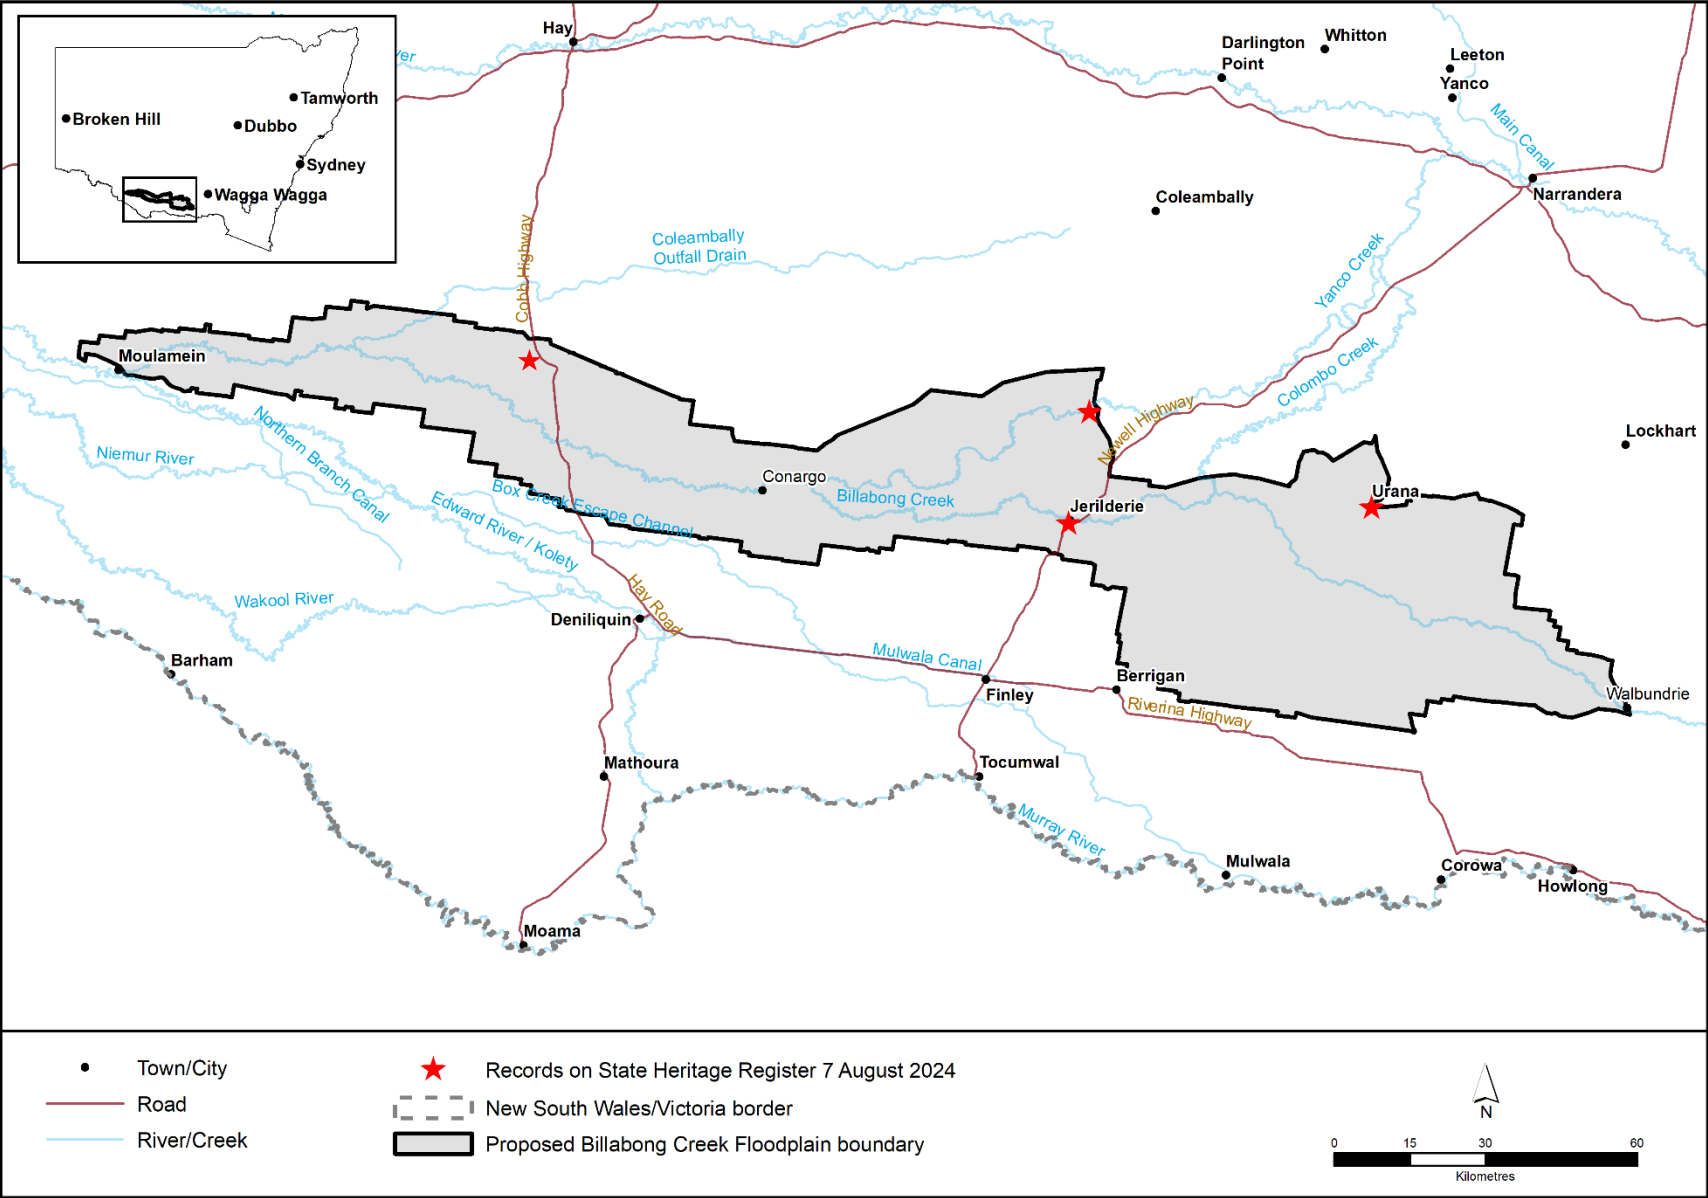 Hay
ver
Darlington
Point
Whitton
Leeton
Yanco
Main Canal
Narrandera
Broken Hill
Tamworth
Dubbo
Sydney
Wagga Wagga
Coleambally
Coleambally
Outfall Drain
Cobb Highway
Yanco Creek
Colombo Creek
Newell Highway
Lockhart
Moulamein
Northern Branch Canal
Niemur River
Box Creek Escape Channel
Edward River / Kolety
Conargo
Billabong Creek
Jerilderie
Urana
Wakool River
Hay Road
Deniliquin
Barham
Mulwala Canal
Finley
Berrigan
Riverina Highway
Walbundrie
Mathoura
Tocumwal
Murray River
Mulwala
Corowa
Howlong
Moama
Town/City
Road
River/Creek
Records on State Heritage Register 7 August 2024
New South Wales/Victoria border
Proposed Billabong Creek Floodplain boundary
N
0 15 30 60
Kilometres